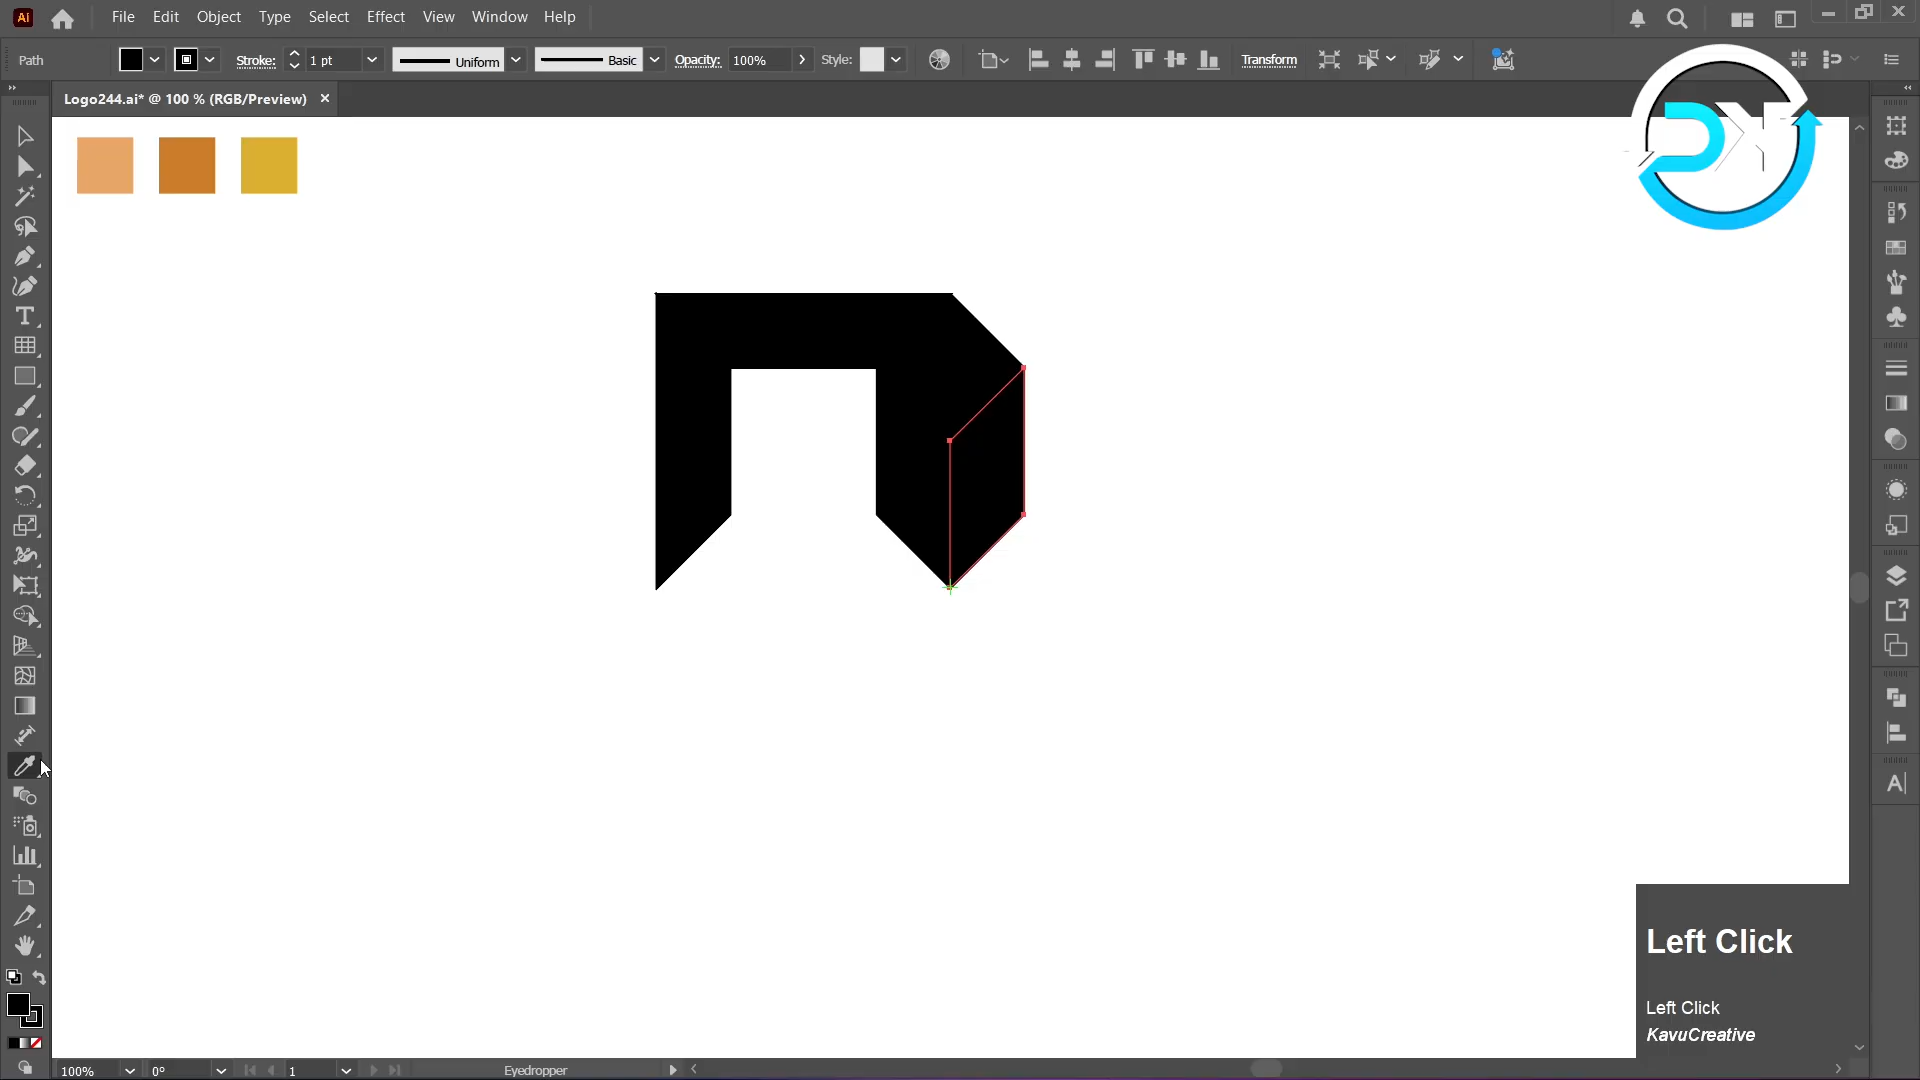 Ai File Edit Object Type Select Effect View Window Help
Path Stroke: 1 pt Uniform Basic Opacity: 100% Style: Transform
Logo244.ai* @ 100 % (RGB/Preview) ×
DK
Left Click
Left Click
KavuCreative
100% 0° 1 Eyedropper